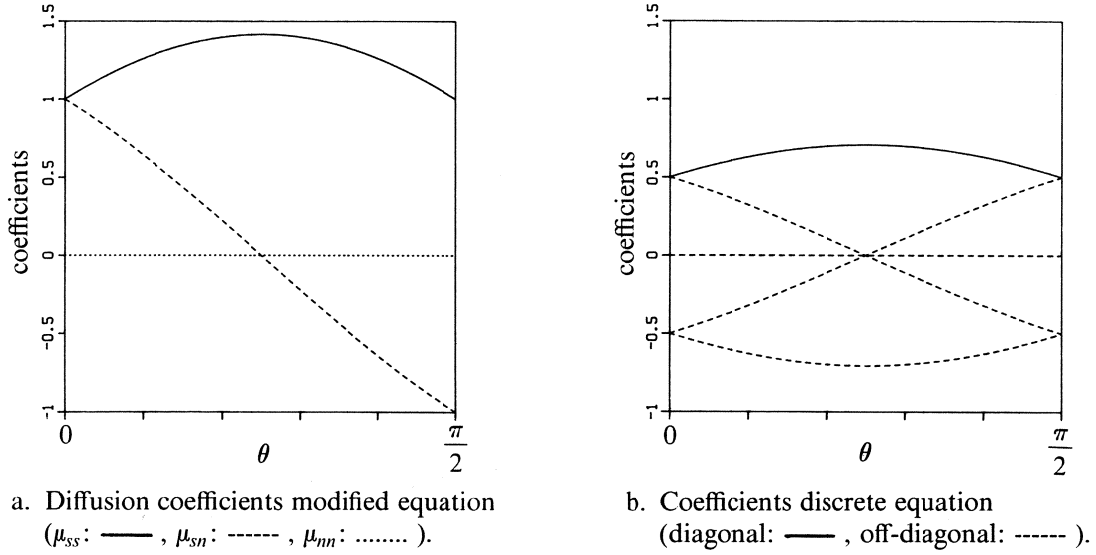 1.5
1
0.5
0
-0.5
-1
coefficients
0
θ
π
2
a. Diffusion coefficients modified equation
(μss: ——, μsn: ------, μnn: ........ ).
1.5
1
0.5
0
-0.5
-1
coefficients
0
θ
π
2
b. Coefficients discrete equation
(diagonal: ——, off-diagonal: ------ ).